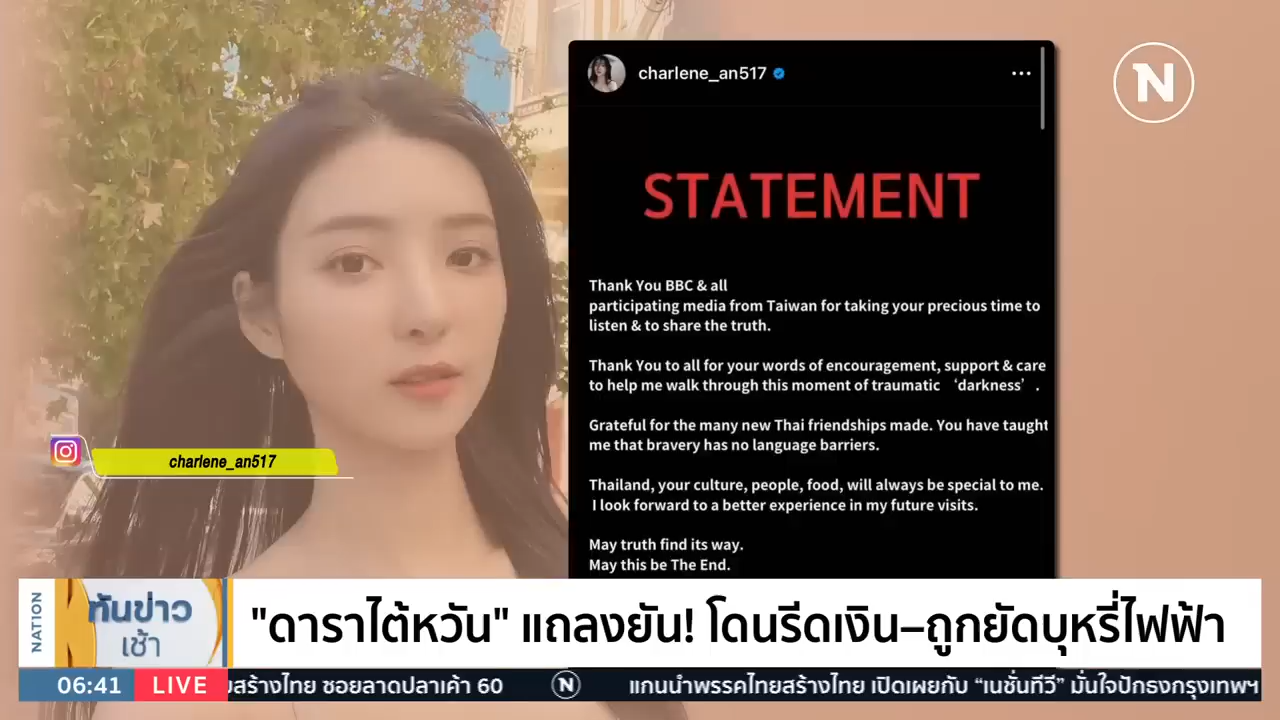 charlene_an517
STATEMENT
Thank You BBC & all
participating media from Taiwan for taking your precious time to
listen & to share the truth.
Thank You to all for your words of encouragement, support & care
to help me walk through this moment of traumatic ‘darkness’.
Grateful for the many new Thai friendships made. You have taught
me that bravery has no language barriers.
Thailand, your culture, people, food, will always be special to me.
I look forward to a better experience in my future visits.
May truth find its way.
May this be The End.
N
charlene_an517
NATION
ทันข่าว
เช้า
"ดาราไต้หวัน" แถลงยัน! โดนรีดเงิน–ถูกยัดบุหรี่ไฟฟ้า
06:41 LIVE
สร้างไทย ซอยลาดปลาเค้า 60 N แกนนำพรรคไทยสร้างไทย เปิดเผยกับ “เนชั่นทีวี” มั่นใจปักธงกรุงเทพฯ